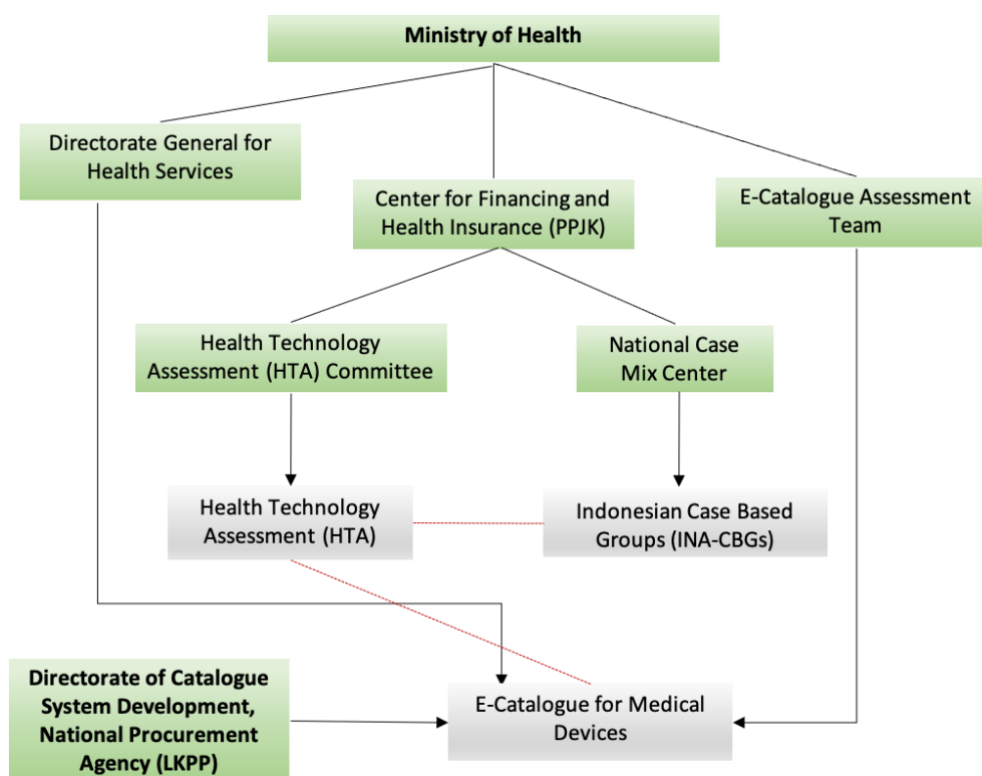 Ministry of Health
Directorate General for
Health Services
Center for Financing and
Health Insurance (PPJK)
E-Catalogue Assessment
Team
Health Technology
Assessment (HTA) Committee
National Case
Mix Center
Health Technology
Assessment (HTA)
Indonesian Case Based
Groups (INA-CBGs)
Directorate of Catalogue
System Development,
National Procurement
Agency (LKPP)
E-Catalogue for Medical
Devices